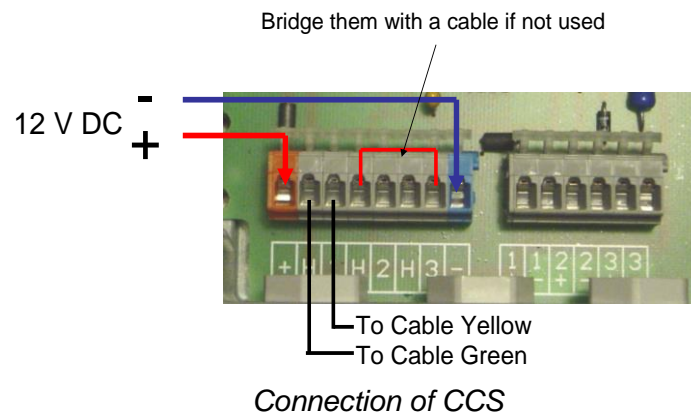 Bridge them with a cable if not used
-
12 V DC
+
+ H 1 H 2 H 3 -
1 1 2 2 3 3
- + -
To Cable Yellow
To Cable Green
Connection of CCS